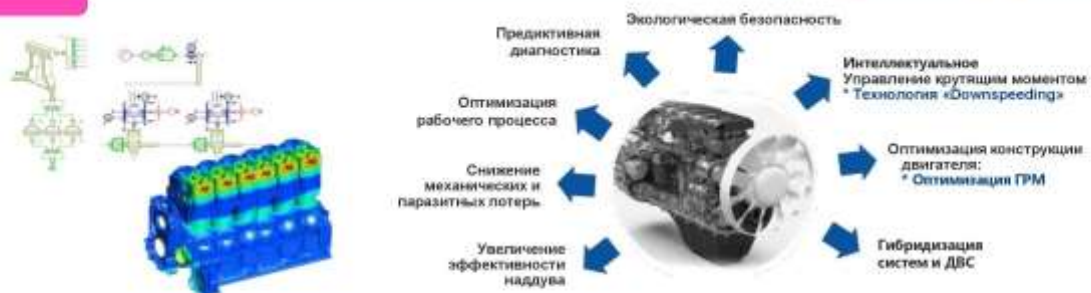 Экологическая безопасность
Предиктивная
диагностика
Интеллектуальное
Управление крутящим моментом
* Технология «Downspeeding»
Оптимизация
рабочего процесса
Оптимизация конструкции
двигателя:
* Оптимизация ГРМ
Снижение
механических и
паразитных потерь
Увеличение
эффективности
наддува
Гибридизация
систем и ДВС